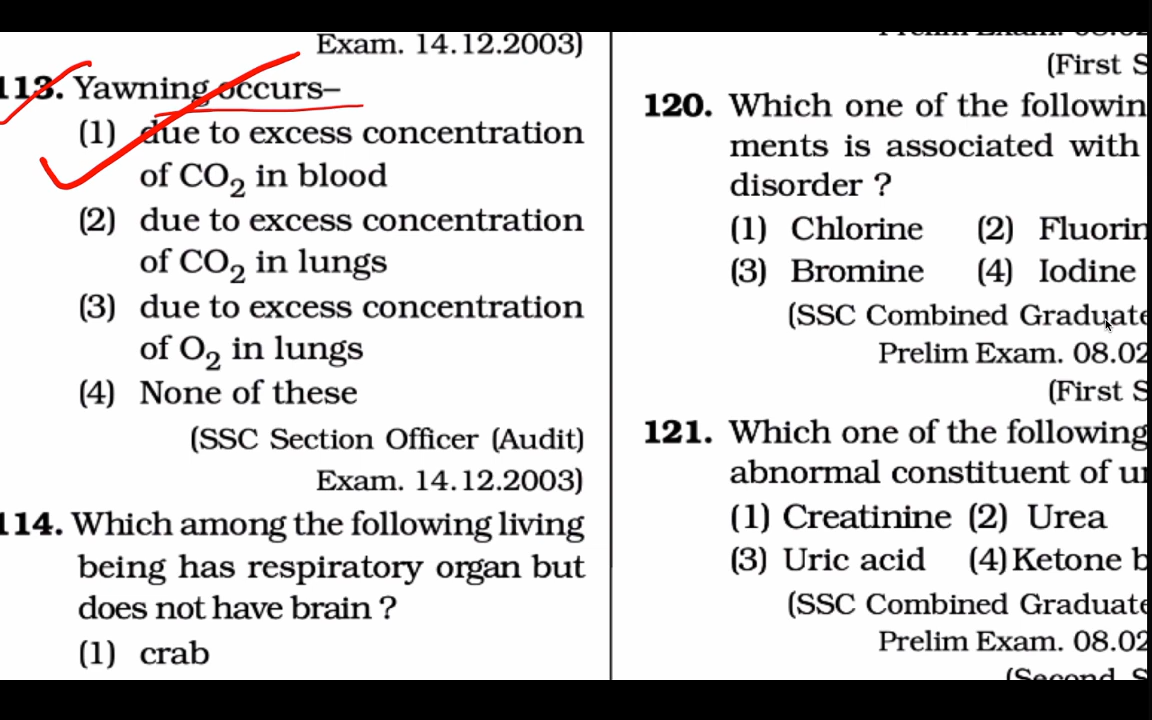 Exam. 14.12.2003)
113. Yawning occurs–
(1) due to excess concentration
of CO2 in blood
(2) due to excess concentration
of CO2 in lungs
(3) due to excess concentration
of O2 in lungs
(4) None of these
(SSC Section Officer (Audit)
Exam. 14.12.2003)
114. Which among the following living
being has respiratory organ but
does not have brain ?
(1) crab
(First S
120. Which one of the followin
ments is associated with
disorder ?
(1) Chlorine (2) Fluorin
(3) Bromine (4) Iodine
(SSC Combined Graduate
Prelim Exam. 08.02
(First S
121. Which one of the following
abnormal constituent of
(1) Creatinine (2) Urea
(3) Uric acid (4) Ketone b
(SSC Combined Graduate
Prelim Exam. 08.02